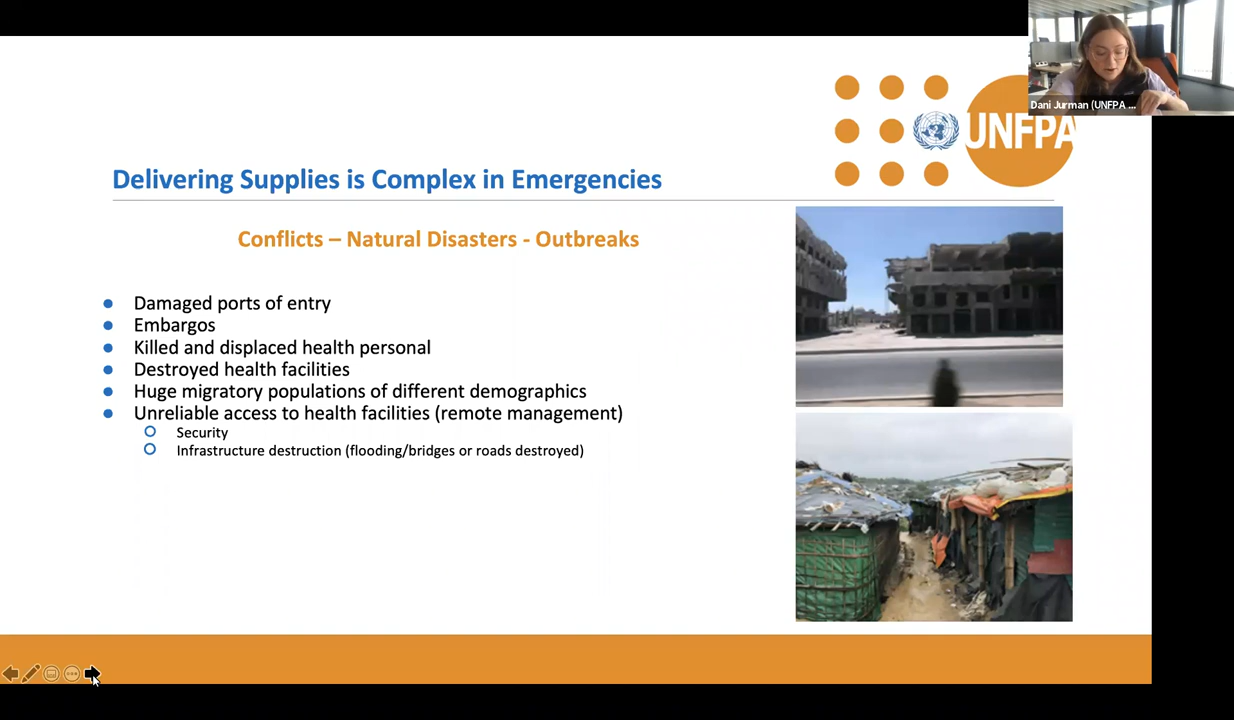 Dani Jurman (UNFPA ...
UNFPA
Delivering Supplies is Complex in Emergencies
Conflicts – Natural Disasters - Outbreaks
Damaged ports of entry
Embargos
Killed and displaced health personal
Destroyed health facilities
Huge migratory populations of different demographics
Unreliable access to health facilities (remote management)
Security
Infrastructure destruction (flooding/bridges or roads destroyed)